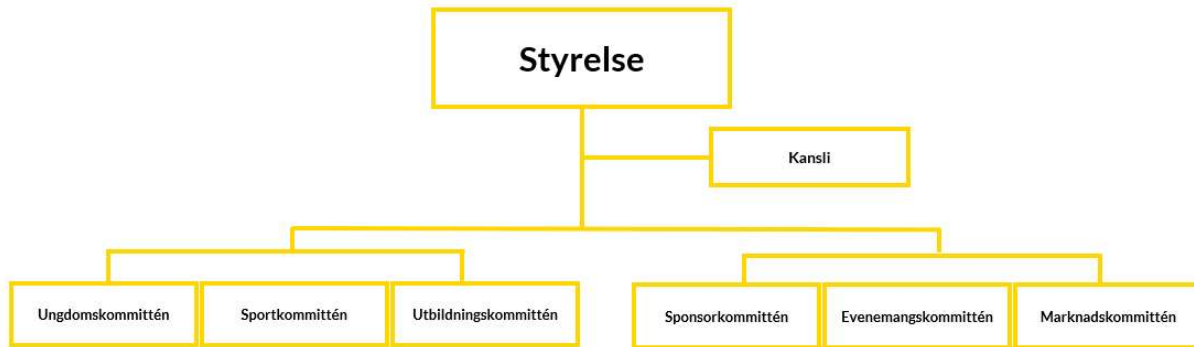 Styrelse
Kansli
Ungdomskommittén
Sportkommittén
Utbildningskommittén
Sponsorkommittén
Evenemangskommittén
Marknadskommittén